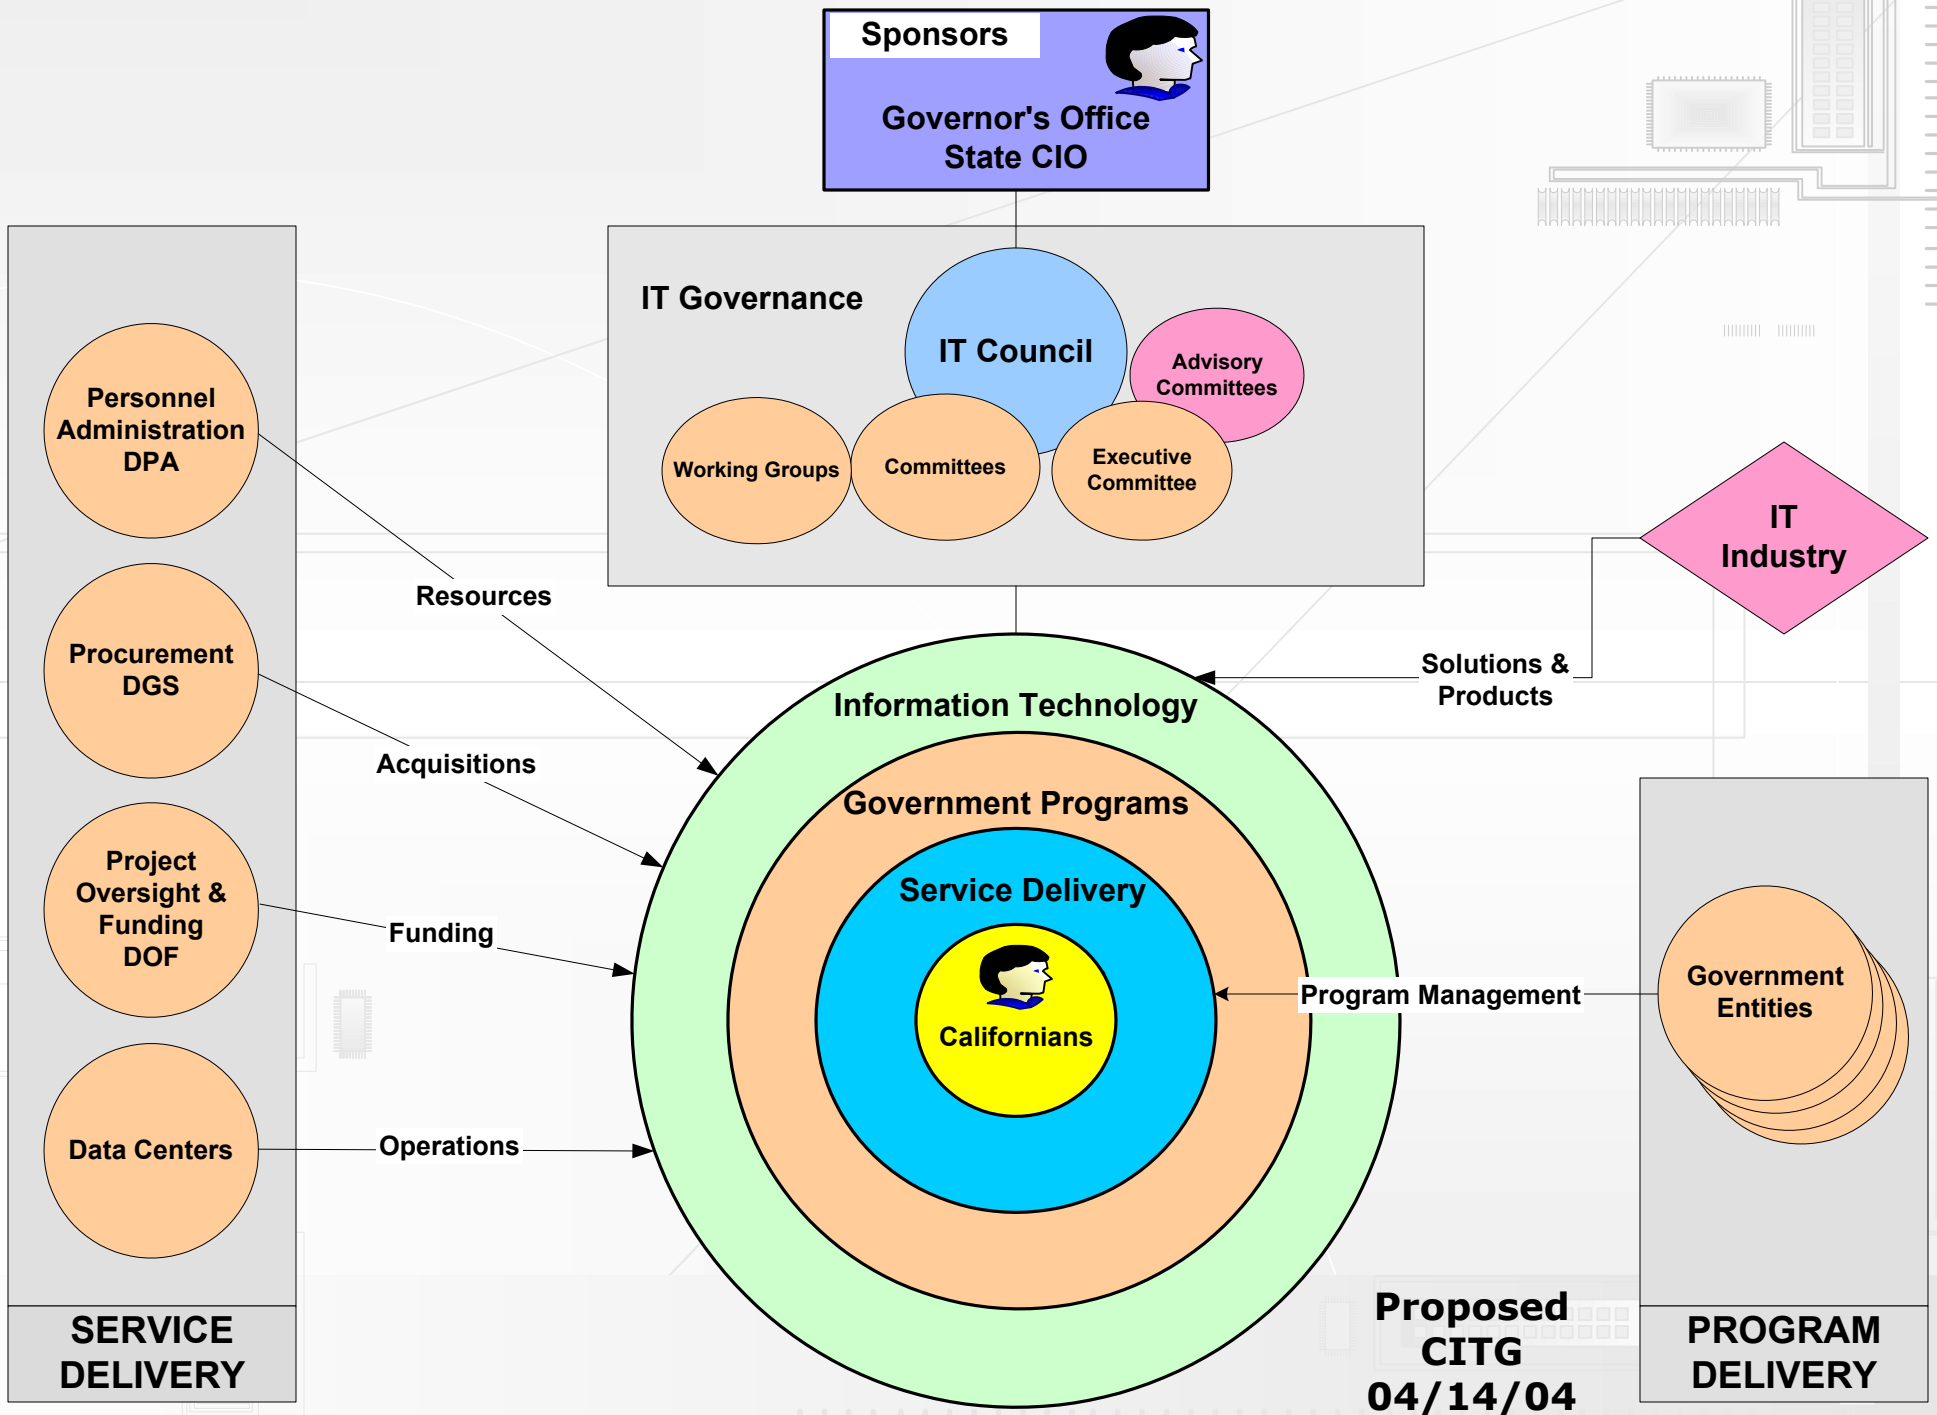 Sponsors
Governor's Office
State CIO
IT Governance
IT Council
Advisory
Committees
Working Groups
Committees
Executive
Committee
Personnel
Administration
DPA
Procurement
DGS
Project
Oversight &
Funding
DOF
Data Centers
SERVICE
DELIVERY
Resources
Acquisitions
Funding
Operations
IT
Industry
Solutions &
Products
Information Technology
Government Programs
Service Delivery
Californians
Program Management
Government
Entities
PROGRAM
DELIVERY
Proposed
CITG
04/14/04